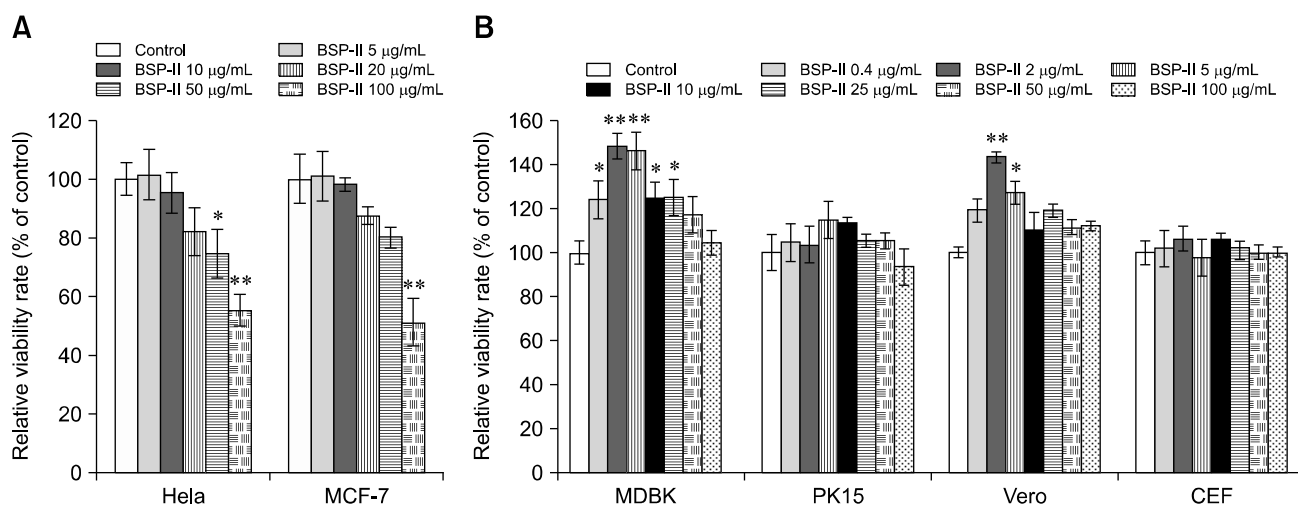 A
Control
BSP-II 5 µg/mL
BSP-II 10 µg/mL
BSP-II 20 µg/mL
BSP-II 50 µg/mL
BSP-II 100 µg/mL
Relative viability rate (% of control)
120
100
80
60
40
20
0
*
**
**
Hela
MCF-7
B
Control
BSP-II 0.4 µg/mL
BSP-II 2 µg/mL
BSP-II 5 µg/mL
BSP-II 10 µg/mL
BSP-II 25 µg/mL
BSP-II 50 µg/mL
BSP-II 100 µg/mL
Relative viability rate (% of control)
160
140
120
100
80
60
40
20
0
*
**
**
*
*
**
*
MDBK
PK15
Vero
CEF